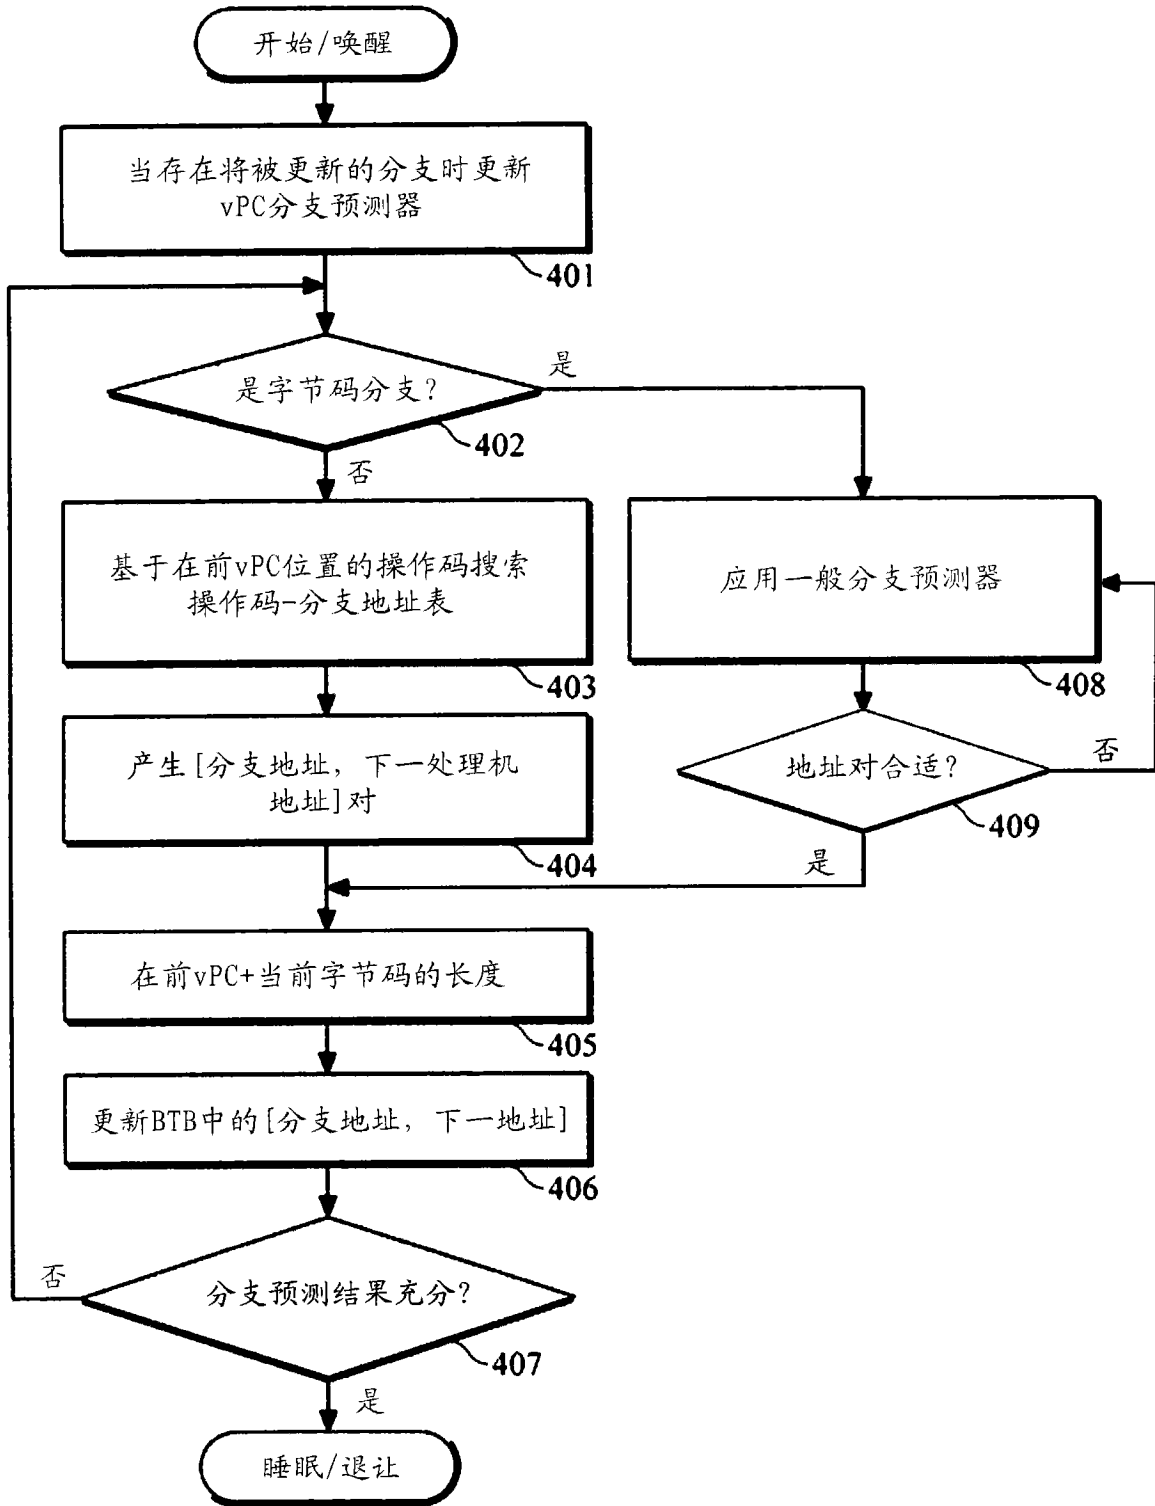 开始/唤醒
当存在将被更新的分支时更新
vPC分支预测器
401
是字节码分支?
是
402
否
基于在前vPC位置的操作码搜索
操作码-分支地址表
403
应用一般分支预测器
408
产生[分支地址, 下一处理机
地址]对
404
地址对合适?
否
409
是
在前vPC+当前字节码的长度
405
更新BTB中的[分支地址, 下一地址]
406
否
分支预测结果充分?
407
是
睡眠/退让